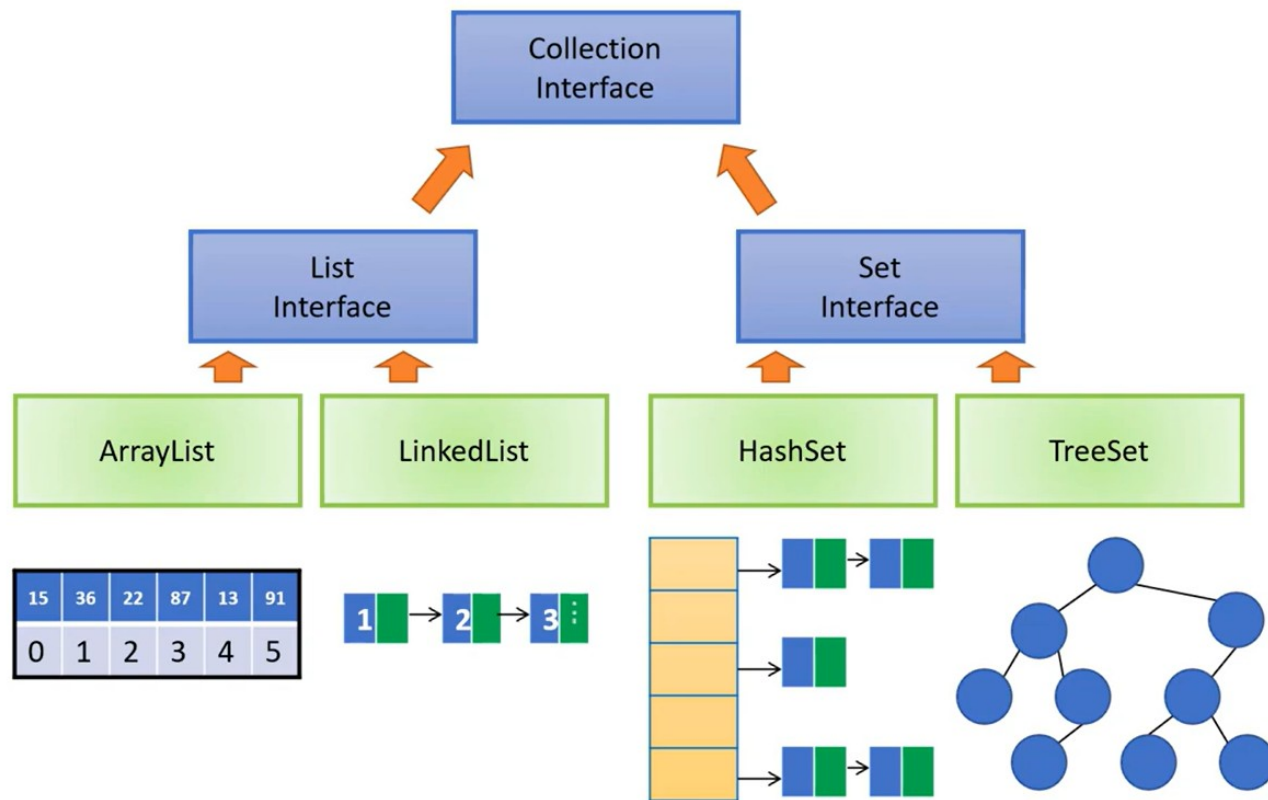 Collection
Interface
List
Interface
Set
Interface
ArrayList
LinkedList
HashSet
TreeSet
15 36 22 87 13 91
0 1 2 3 4 5
1 2 3